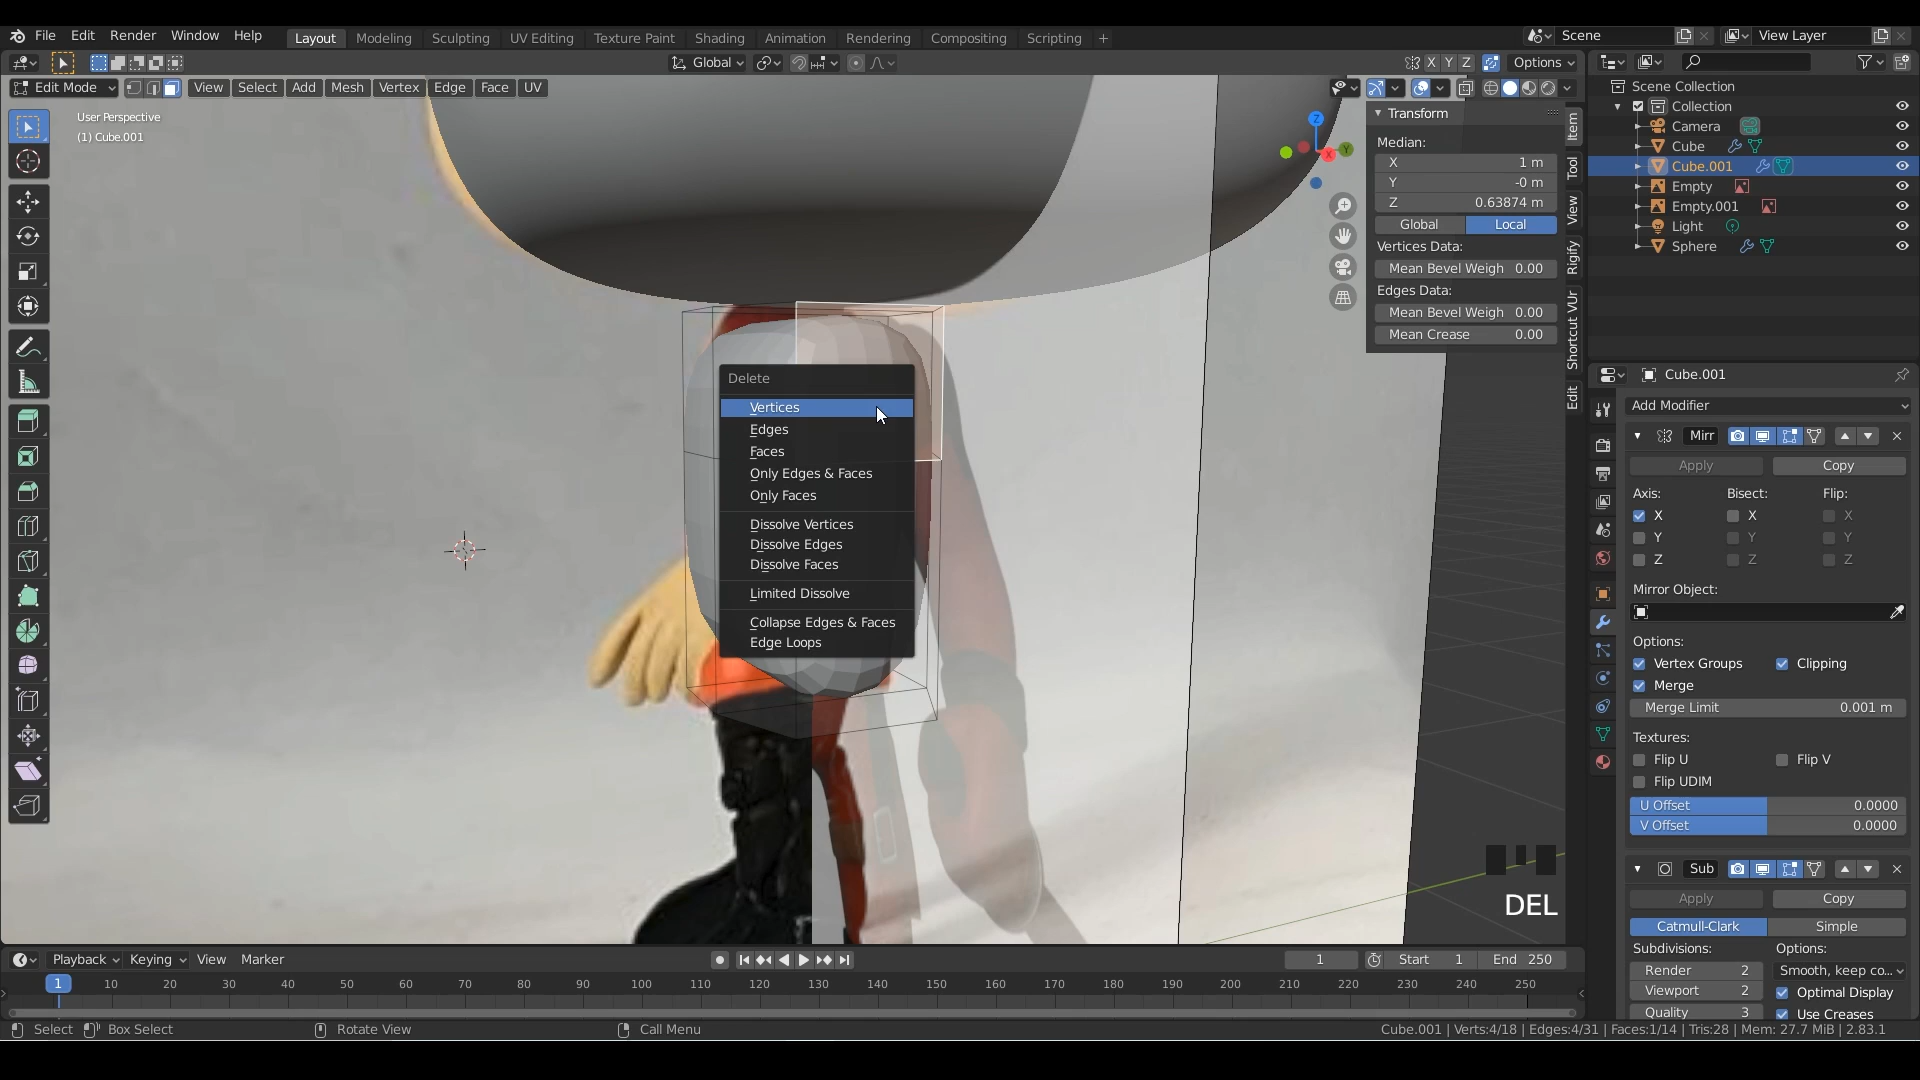 File Edit Render Window Help Layout Modeling Sculpting UV Editing Texture Paint Shading Animation Rendering Compositing Scripting + Scene View Layer
Global X Y Z Options
Edit Mode View Select Add Mesh Vertex Edge Face UV
User Perspective
(1) Cube.001
Z
Y
X
Transform
Median:
X 1 m
Y -0 m
Z 0.63874 m
Global Local
Vertices Data:
Mean Bevel Weigh 0.00
Edges Data:
Mean Bevel Weigh 0.00
Mean Crease 0.00
Item
Tool
View
Rigify
Shortcut VUr
Edit
Delete
Vertices
Edges
Faces
Only Edges & Faces
Only Faces
Dissolve Vertices
Dissolve Edges
Dissolve Faces
Limited Dissolve
Collapse Edges & Faces
Edge Loops
DEL
Scene Collection
Collection
Camera
Cube
Cube.001
Empty
Empty.001
Light
Sphere
Cube.001
Add Modifier
Mirr
Apply Copy
Axis: Bisect: Flip:
X X X
Y Y Y
Z Z Z
Mirror Object:
Options:
Vertex Groups Clipping
Merge
Merge Limit 0.001 m
Textures:
Flip U Flip V
Flip UDIM
U Offset 0.0000
V Offset 0.0000
Sub
Apply Copy
Catmull-Clark Simple
Subdivisions: Options:
Render 2 Smooth, keep co...
Viewport 2 Optimal Display
Quality 3 Use Creases
Playback Keying View Marker 1 Start 1 End 250
1 10 20 30 40 50 60 70 80 90 100 110 120 130 140 150 160 170 180 190 200 210 220 230 240 250
Select Box Select Rotate View Call Menu Cube.001 | Verts:4/18 | Edges:4/31 | Faces:1/14 | Tris:28 | Mem: 27.7 MiB | 2.83.1